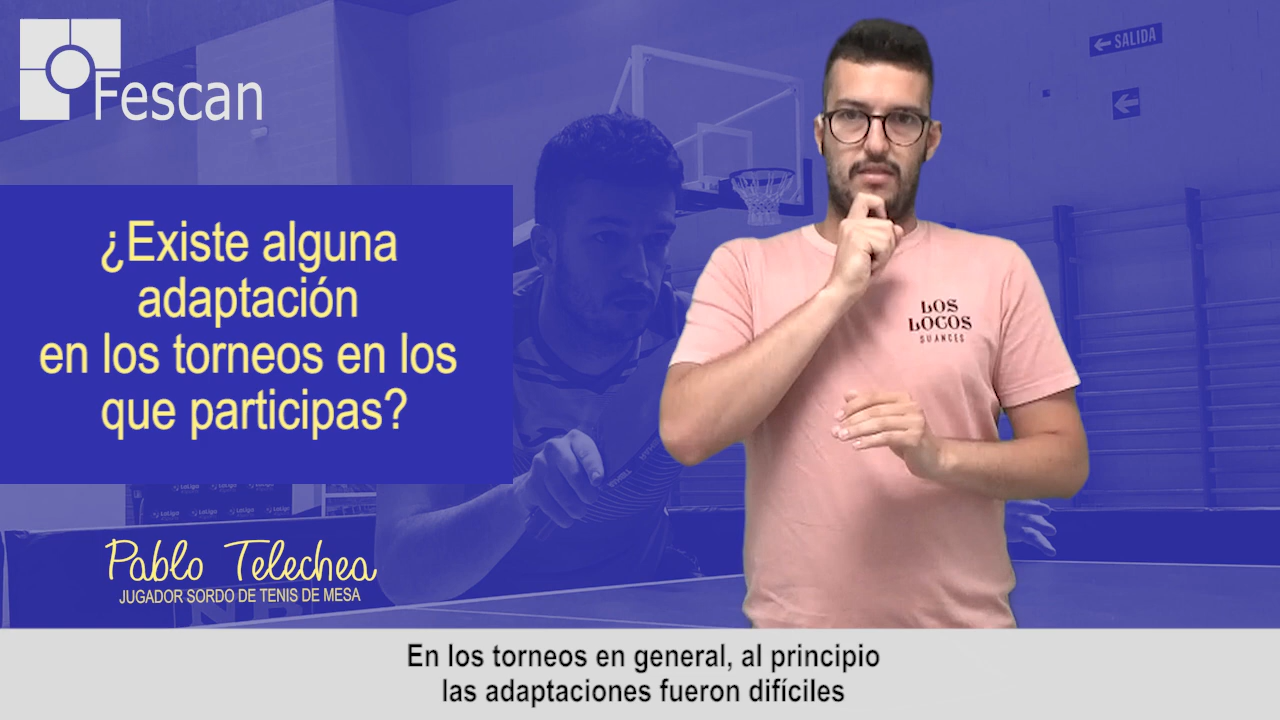 Fescan
SALIDA
¿Existe alguna
adaptación
en los torneos en los
que participas?
LOS
LOCOS
SUANCES
Pablo Telechea
JUGADOR SORDO DE TENIS DE MESA
En los torneos en general, al principio
las adaptaciones fueron difíciles